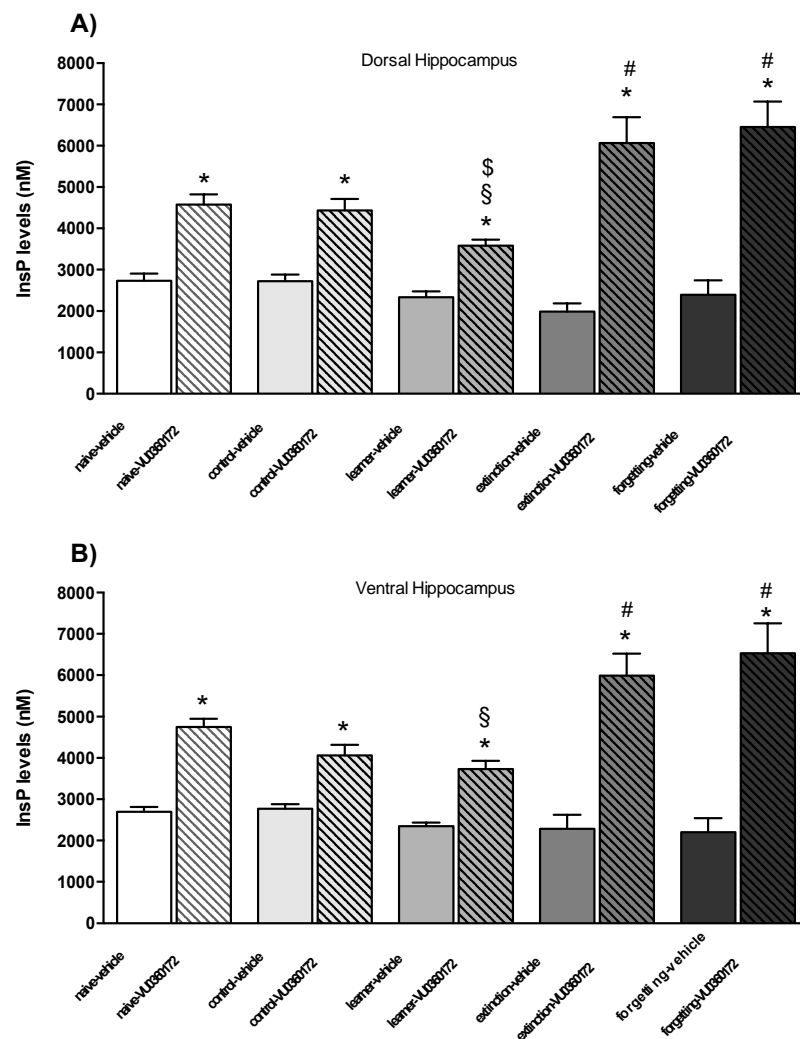 A)
Dorsal Hippocampus
InsP levels (nM)
8000
7000
6000
5000
4000
3000
2000
1000
0
*
*
$
§
*
#
*
#
*
naive-vehicle
naive-VU0360172
control-vehicle
control-VU0360172
learner-vehicle
learner-VU0360172
extinction-vehicle
extinction-VU0360172
forgetting-vehicle
forgetting-VU0360172
B)
Ventral Hippocampus
InsP levels (nM)
8000
7000
6000
5000
4000
3000
2000
1000
0
*
*
§
*
#
*
#
*
naive-vehicle
naive-VU0360172
control-vehicle
control-VU0360172
learner-vehicle
learner-VU0360172
extinction-vehicle
extinction-VU0360172
forgetting-vehicle
forgetting-VU0360172